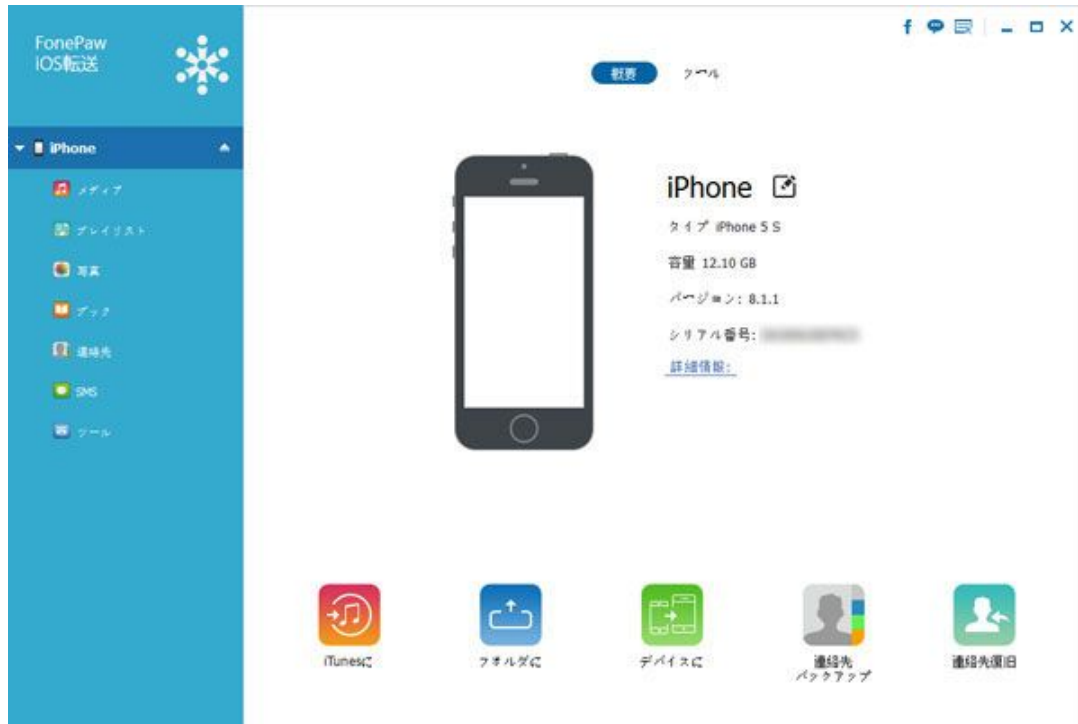 FonePaw
iOS転送
概要
ツール
iPhone
メディア
プレイリスト
写真
ブック
連絡先
SMS
ツール
iPhone
タイプ iPhone 5 S
容量 12.10 GB
バージョン: 8.1.1
シリアル番号:
詳細情報:
iTunesに
フォルダに
デバイスに
連絡先
バックアップ
連絡先復旧